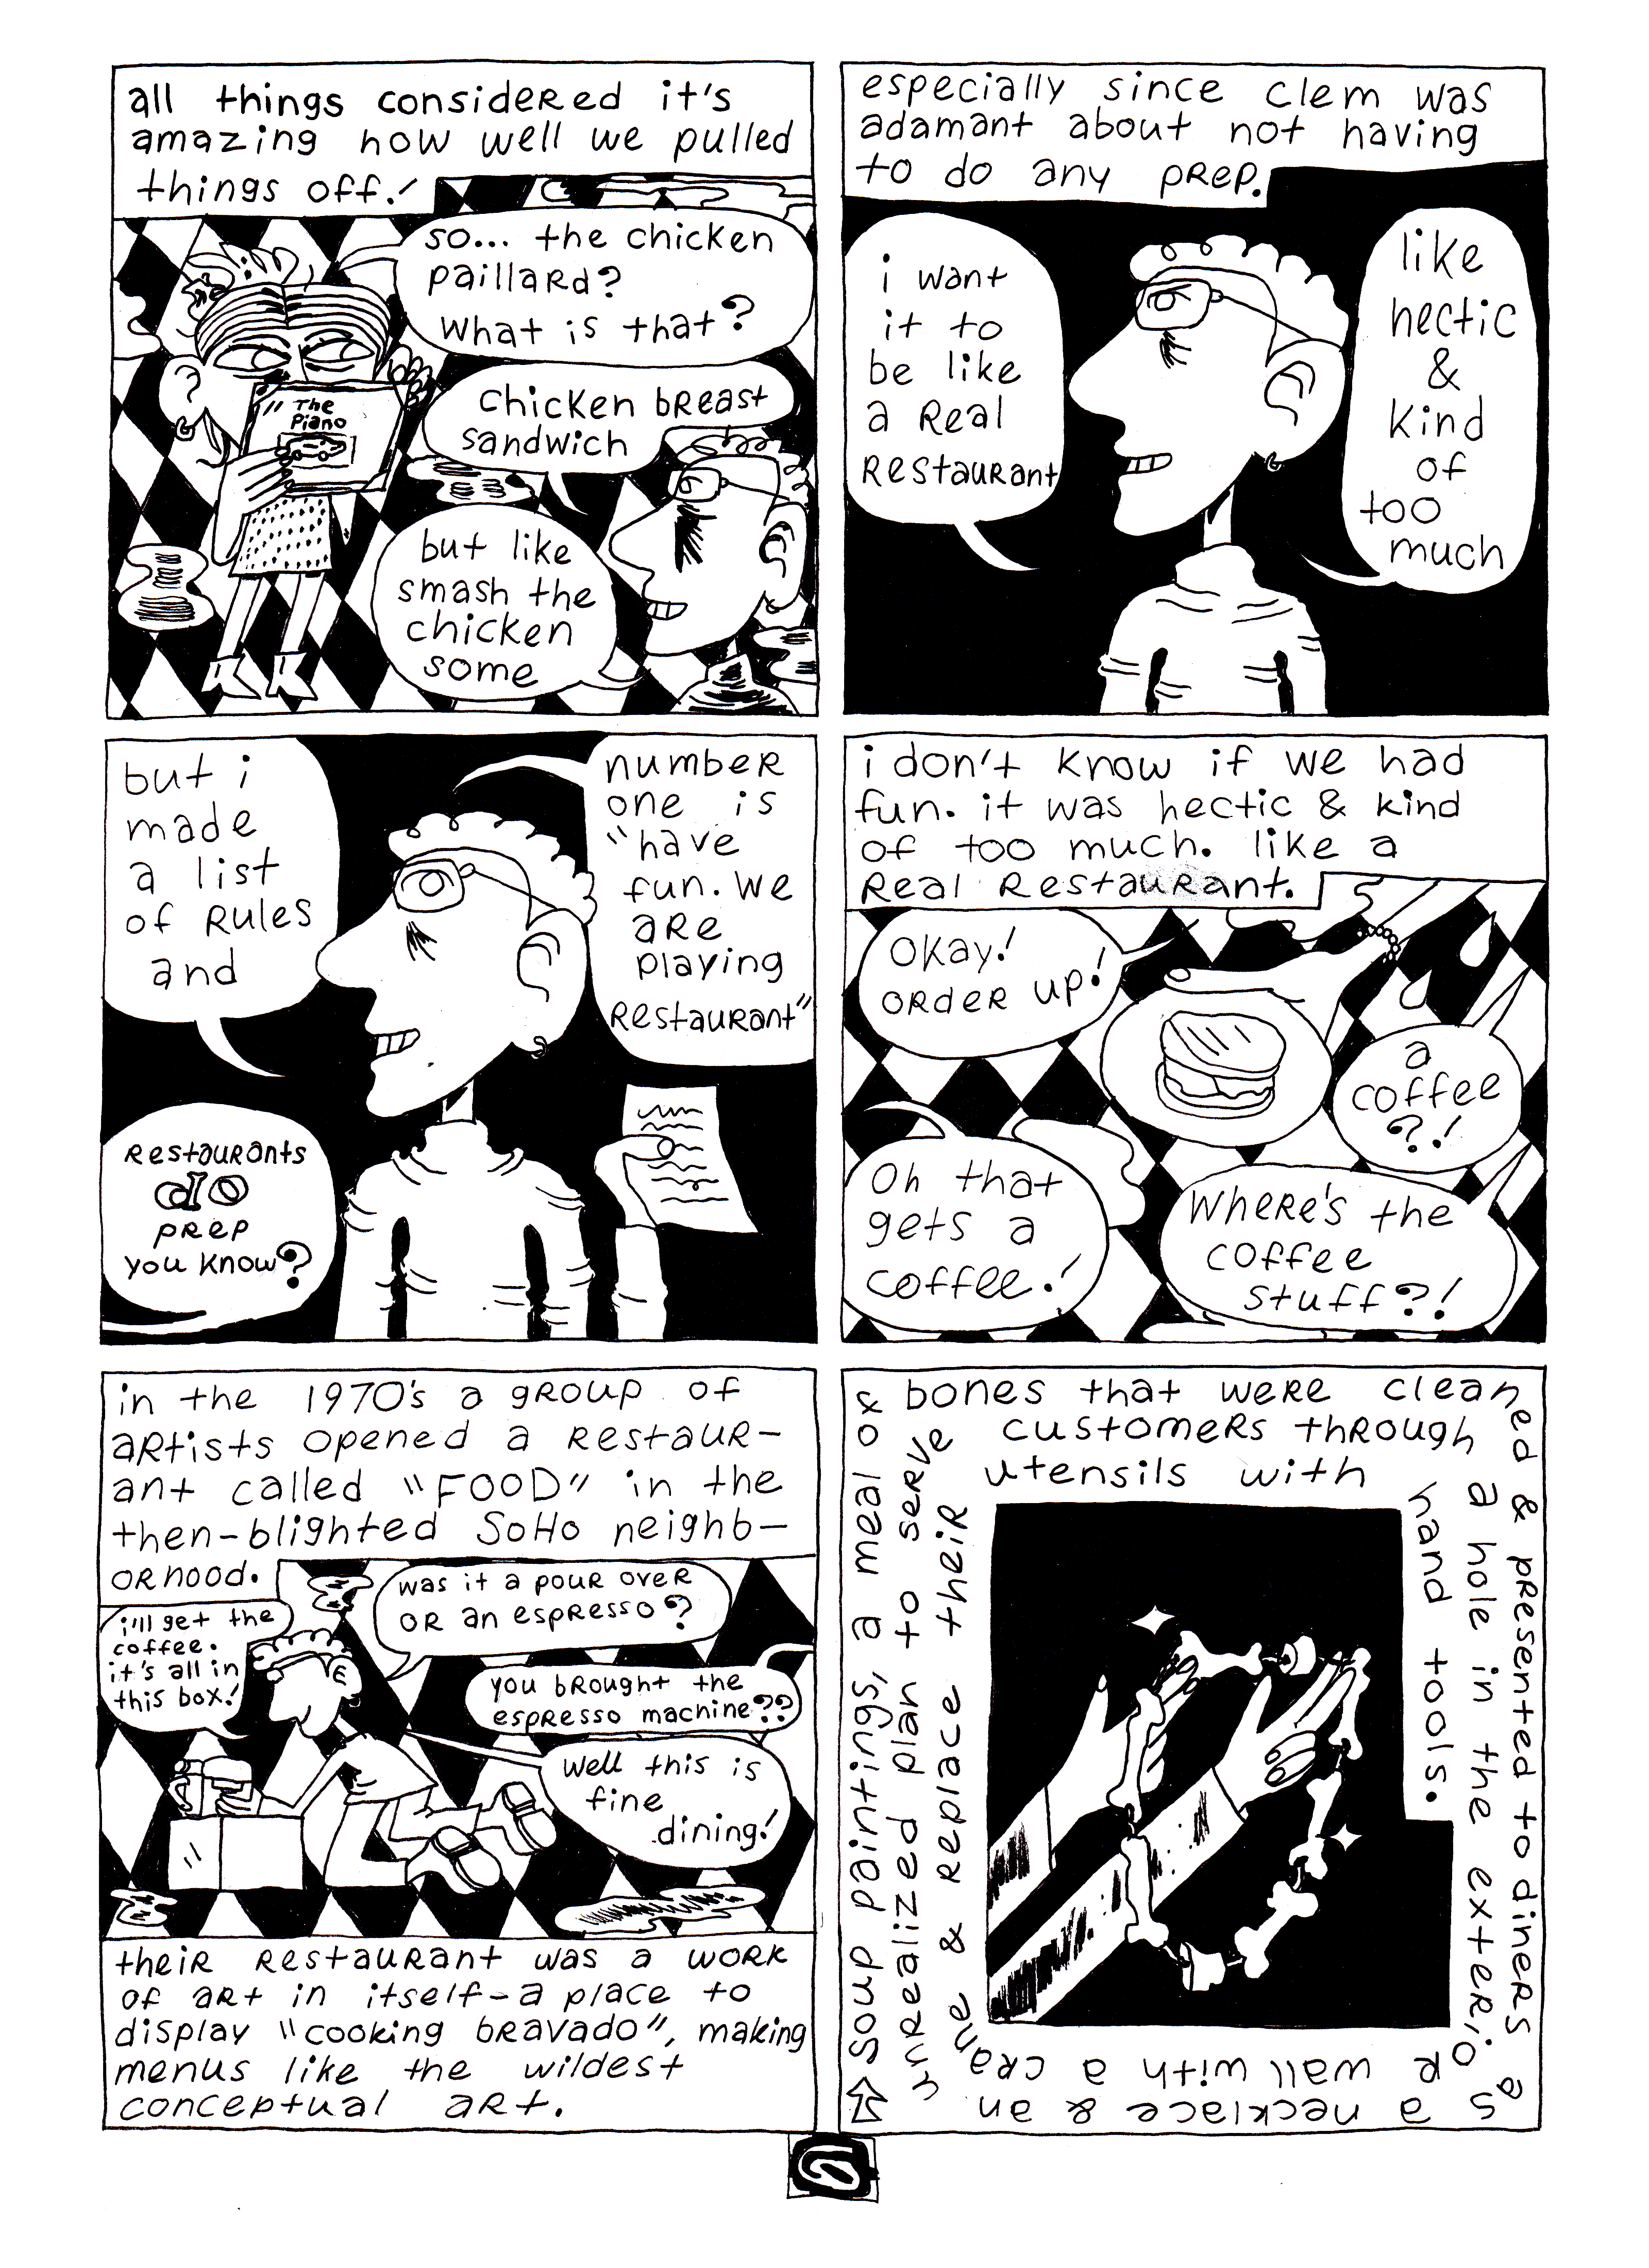 all things considered it's
amazing how well we pulled
things off!
so... the chicken
paillard?
what is that?
The
Piano
chicken breast
sandwich
but like
smash the
chicken
some
especially since clem was
adamant about not having
to do any prep.
i want
it to
be like
a real
restaurant
like
hectic
&
kind
of
too
much
but i
made
a list
of rules
and
number
one is
"have
fun. we
are
playing
restaurant"
restaurants
do
prep
you know?
i don't know if we had
fun. it was hectic & kind
of too much. like a
real restaurant.
okay!
order up!
a
coffee
?!
oh that
gets a
coffee!
where's the
coffee
stuff?!
in the 1970's a group of
artists opened a restaur-
ant called "FOOD" in the
then-blighted SoHo neighb-
orhood.
i'll get the
coffee.
it's all in
this box!
was it a pour over
or an espresso?
you brought the
espresso machine??
well this is
fine
dining!
their restaurant was a work
of art in itself-a place to
display "cooking bravado", making
menus like the wildest
conceptual art.
soup paintings, a meal of
bones that were cleaned
& presented to diners as
a necklace & an
unrealized plan to serve
customers through
a hole in the exterior
wall with a crane
& replace their
utensils with
hand tools.
6